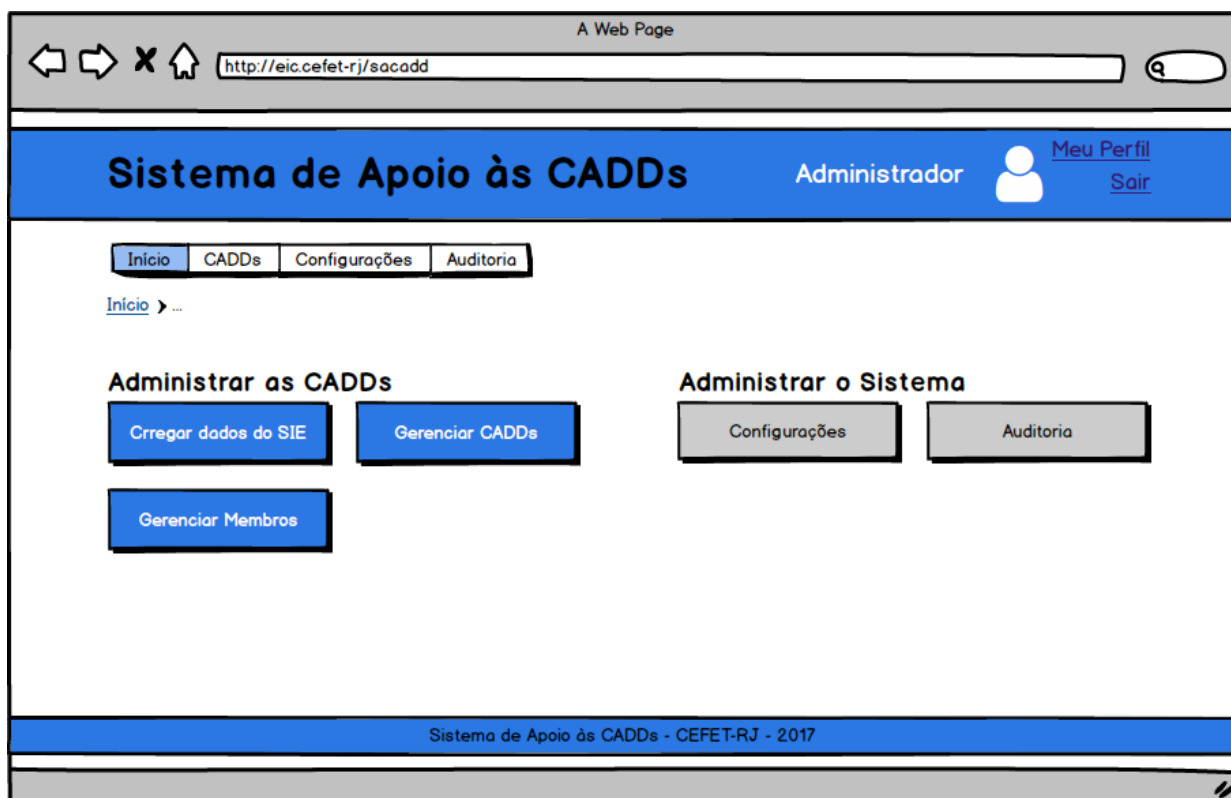 A Web Page
http://eic.cefet-rj/sacadd
Sistema de Apoio às CADDs
Administrador
Meu Perfil
Sair
Início CADDs Configurações Auditoria
Início ❯ ...
Administrar as CADDs
Administrar o Sistema
Crregar dados do SIE
Gerenciar CADDs
Configurações
Auditoria
Gerenciar Membros
Sistema de Apoio às CADDs - CEFET-RJ - 2017